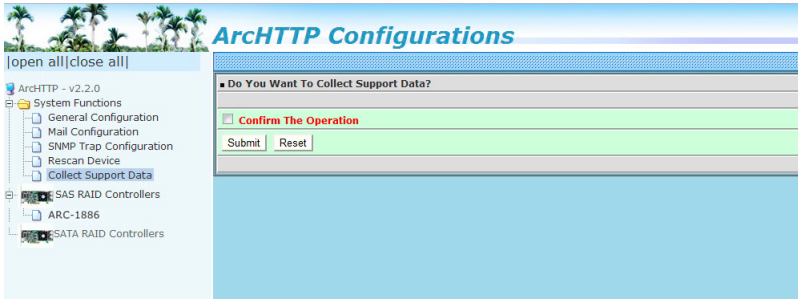 ArcHTTP Configurations
|open all|close all|
ArcHTTP - v2.2.0
System Functions
General Configuration
Mail Configuration
SNMP Trap Configuration
Rescan Device
Collect Support Data
SAS RAID Controllers
ARC-1886
SATA RAID Controllers
Do You Want To Collect Support Data?
Confirm The Operation
Submit Reset